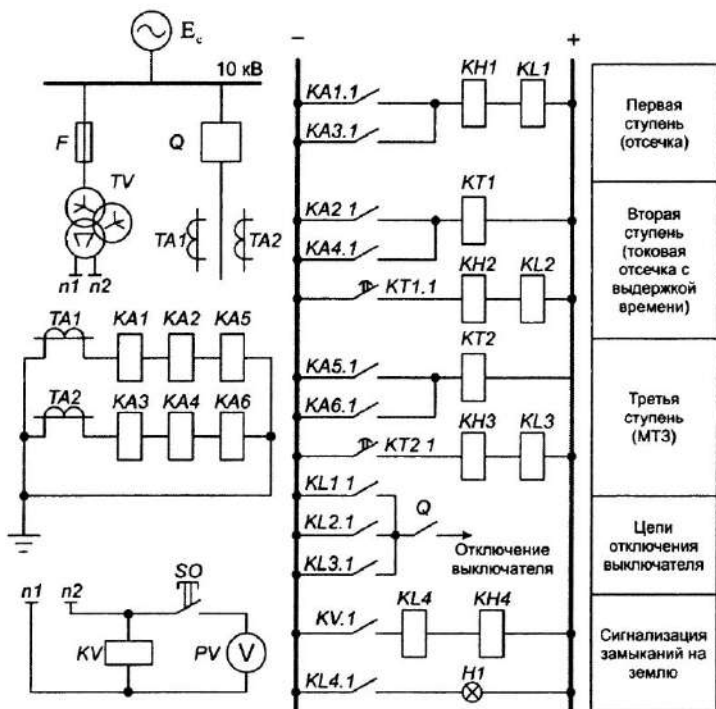 E_c
10 кВ
F
Q
TV
TA1
TA2
n1 n2
TA1
KA1
KA2
KA5
TA2
KA3
KA4
KA6
n1
n2
SO
KV
PV
V
−
+
KA1.1
KH1
KL1
KA3.1
KA2 1
KT1
KA4.1
KT1.1
KH2
KL2
KA5.1
KT2
KA6.1
KT2 1
KH3
KL3
KL1 1
KL2.1
Q
KL3.1
Отключение
выключателя
KV.1
KL4
KH4
KL4.1
H1
Первая
ступень
(отсечка)
Вторая
ступень
(токовая
отсечка с
выдержкой
времени)
Третья
ступень
(МТЗ)
Цепи
отключения
выключателя
Сигнализация
замыканий на
землю